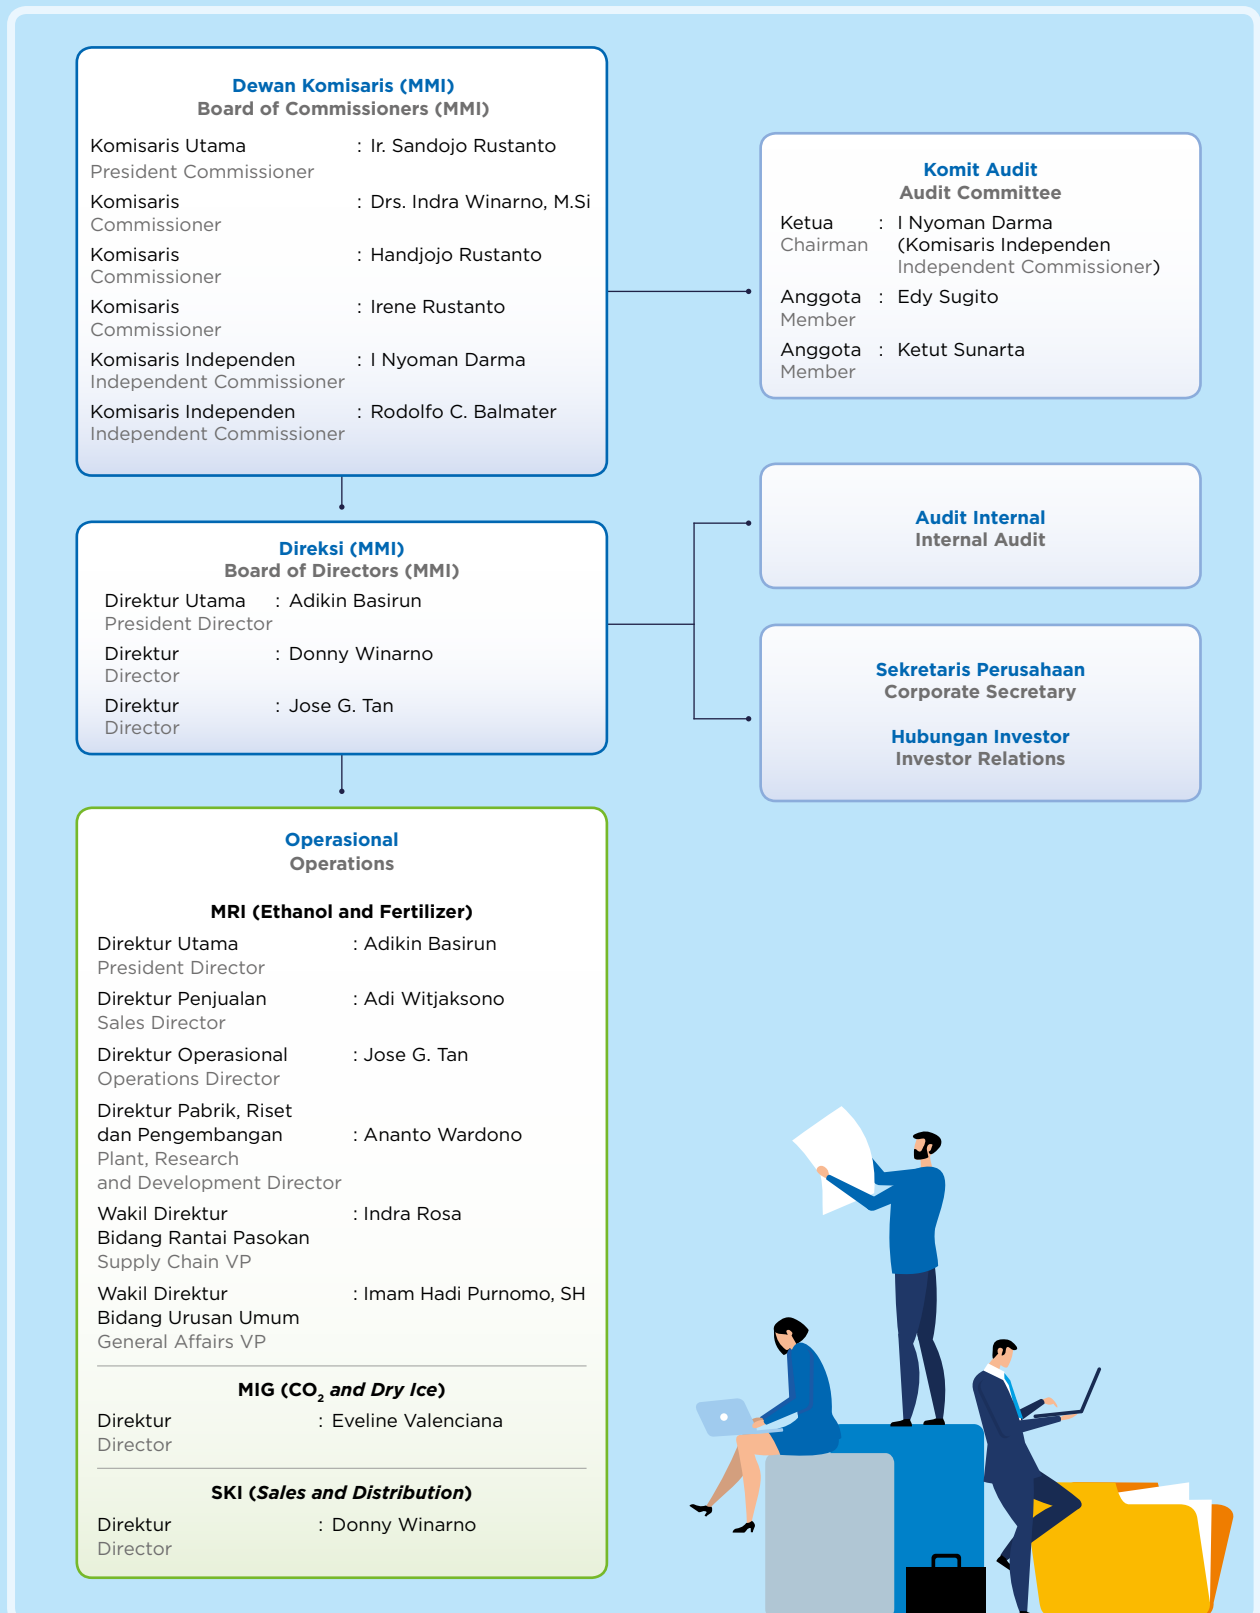 Dewan Komisaris (MMI)
Board of Commissioners (MMI)
Komisaris Utama : Ir. Sandojo Rustanto
President Commissioner
Komisaris : Drs. Indra Winarno, M.Si
Commissioner
Komisaris : Handjojo Rustanto
Commissioner
Komisaris : Irene Rustanto
Commissioner
Komisaris Independen : I Nyoman Darma
Independent Commissioner
Komisaris Independen : Rodolfo C. Balmater
Independent Commissioner
Komit Audit
Audit Committee
Ketua : I Nyoman Darma
Chairman (Komisaris Independen
Independent Commissioner)
Anggota : Edy Sugito
Member
Anggota : Ketut Sunarta
Member
Direksi (MMI)
Board of Directors (MMI)
Direktur Utama : Adikin Basirun
President Director
Direktur : Donny Winarno
Director
Direktur : Jose G. Tan
Director
Audit Internal
Internal Audit
Sekretaris Perusahaan
Corporate Secretary
Hubungan Investor
Investor Relations
Operasional
Operations
MRI (Ethanol and Fertilizer)
Direktur Utama : Adikin Basirun
President Director
Direktur Penjualan : Adi Witjaksono
Sales Director
Direktur Operasional : Jose G. Tan
Operations Director
Direktur Pabrik, Riset
dan Pengembangan : Ananto Wardono
Plant, Research
and Development Director
Wakil Direktur : Indra Rosa
Bidang Rantai Pasokan
Supply Chain VP
Wakil Direktur : Imam Hadi Purnomo, SH
Bidang Urusan Umum
General Affairs VP
MIG (CO₂ and Dry Ice)
Direktur : Eveline Valenciana
Director
SKI (Sales and Distribution)
Direktur : Donny Winarno
Director